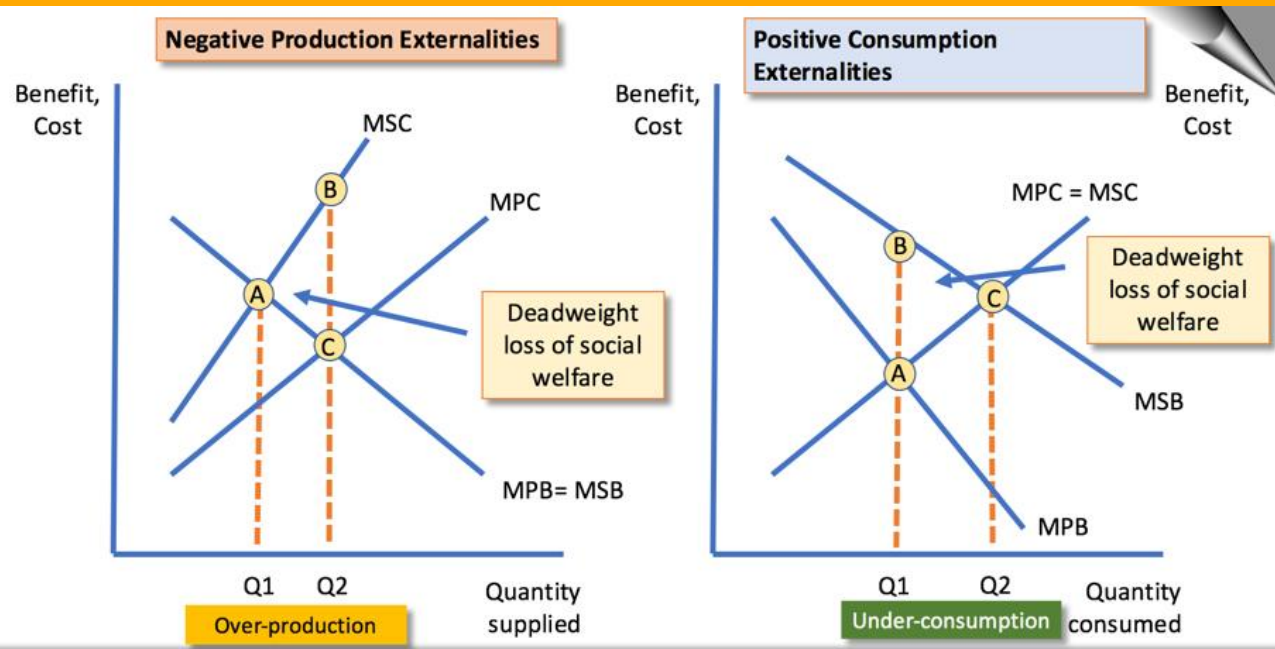 Negative Production Externalities
Benefit,
Cost
MSC
B
MPC
A
Deadweight
loss of social
welfare
C
MPB= MSB
Q1
Q2
Quantity
supplied
Over-production
Positive Consumption
Externalities
Benefit,
Cost
Benefit,
Cost
MPC = MSC
B
Deadweight
loss of social
welfare
C
A
MSB
MPB
Q1
Q2
Quantity
consumed
Under-consumption